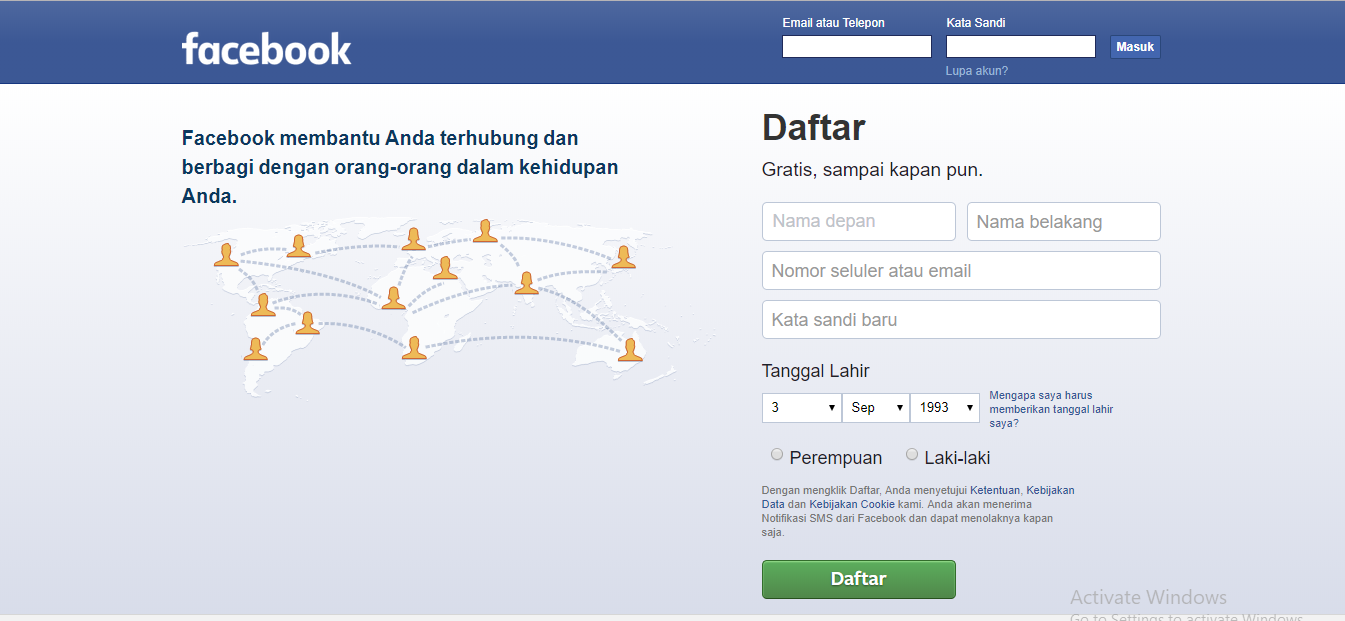 facebook
Email atau Telepon
Kata Sandi
Masuk
Lupa akun?
Facebook membantu Anda terhubung dan
berbagi dengan orang-orang dalam kehidupan
Anda.
Daftar
Gratis, sampai kapan pun.
Nama depan
Nama belakang
Nomor seluler atau email
Kata sandi baru
Tanggal Lahir
3
Sep
1993
Mengapa saya harus
memberikan tanggal lahir
saya?
Perempuan
Laki-laki
Dengan mengklik Daftar, Anda menyetujui Ketentuan, Kebijakan
Data dan Kebijakan Cookie kami. Anda akan menerima
Notifikasi SMS dari Facebook dan dapat menolaknya kapan
saja.
Daftar
Activate Windows
Go to Settings to activate Windows.